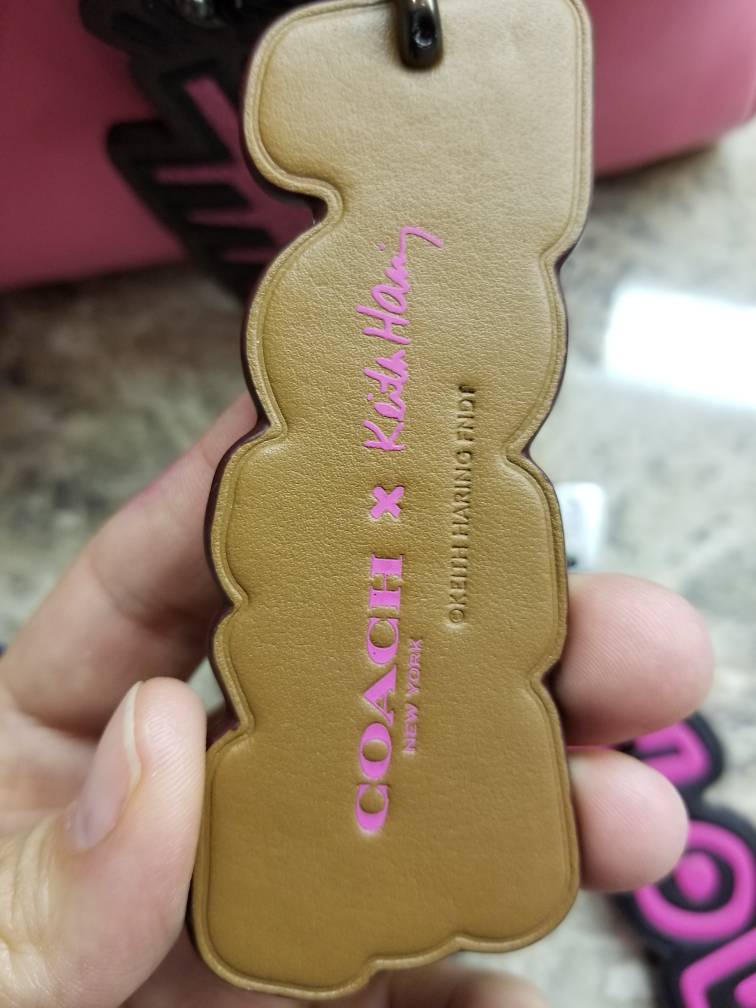 COACH × Keith Haring
NEW YORK
©KEITH HARING FNDN